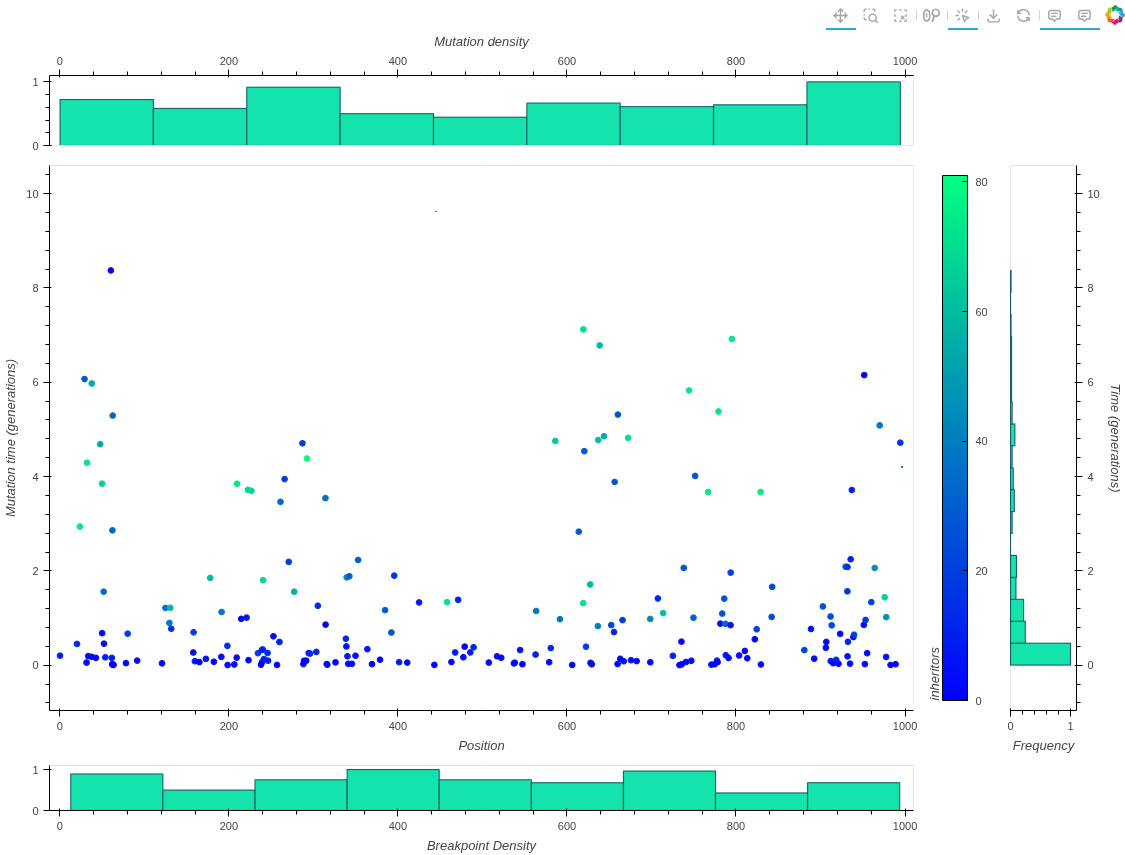 Mutation density
0 200 400 600 800 1000
1
0
10
8
6
4
2
0
Mutation time (generations)
0 200 400 600 800 1000
Position
80
60
40
20
0
inheritors
10
8
6
4
2
0
Time (generations)
0 1
Frequency
1
0
0 200 400 600 800 1000
Breakpoint Density